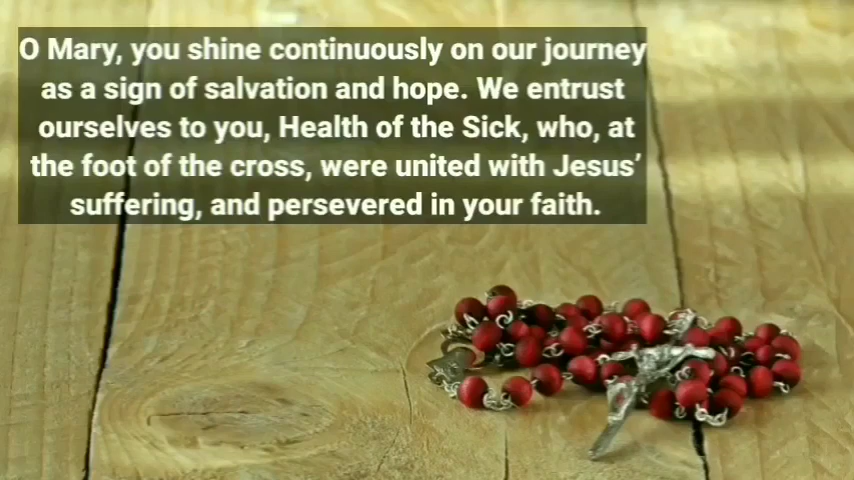 O Mary, you shine continuously on our journey
as a sign of salvation and hope. We entrust
ourselves to you, Health of the Sick, who, at
the foot of the cross, were united with Jesus’
suffering, and persevered in your faith.